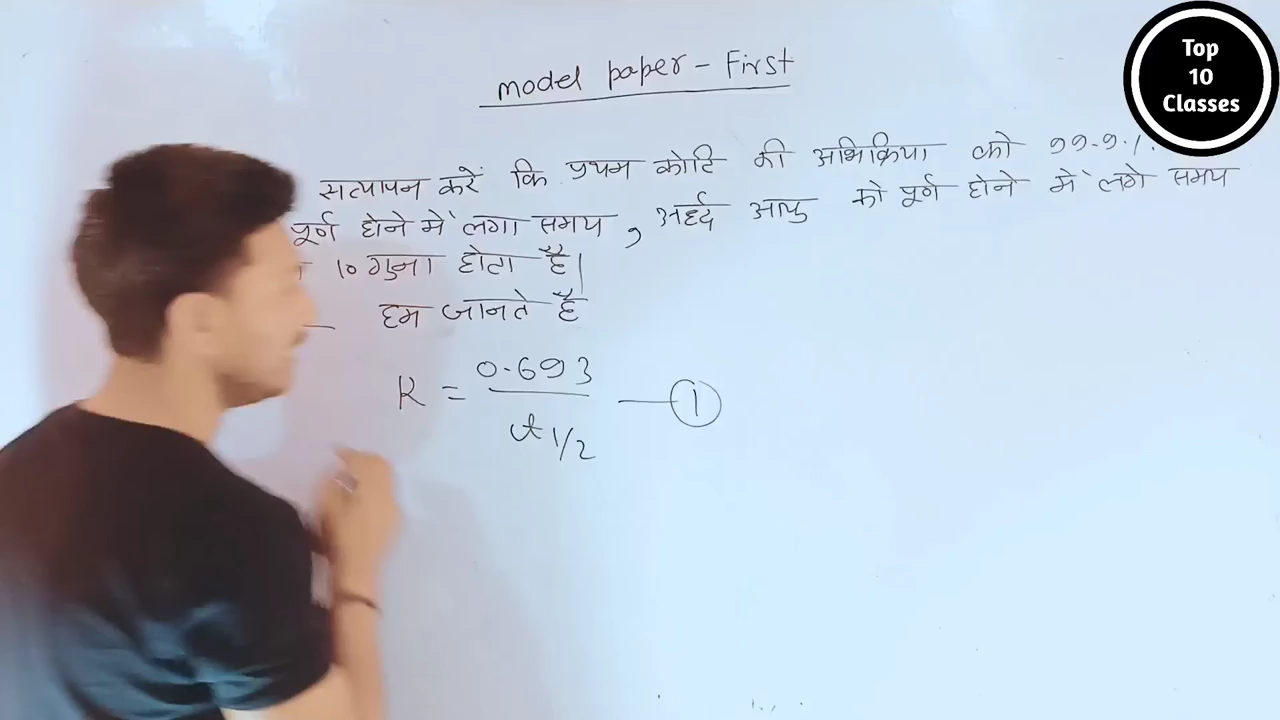 model paper - First
सत्यापन करें कि प्रथम कोटि की अभिक्रिया को 99.9%
पूर्ण होने में लगा समय, अर्ध्द आयु को पूर्ण होने में लगे समय
10 गुना होता है|
हम जानते है
K = 0.693 / t 1/2 — ①
Top
10
Classes